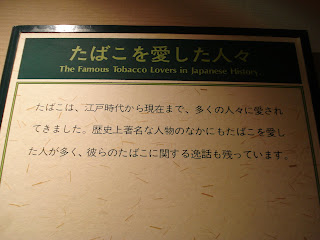 たばこを愛した人々
The Famous Tobacco Lovers in Japanese History
たばこは、江戸時代から現在まで、多くの人々に愛され
てきました。歴史上著名な人物のなかにもたばこを愛し
た人が多く、彼らのたばこに関する逸話も残っています。